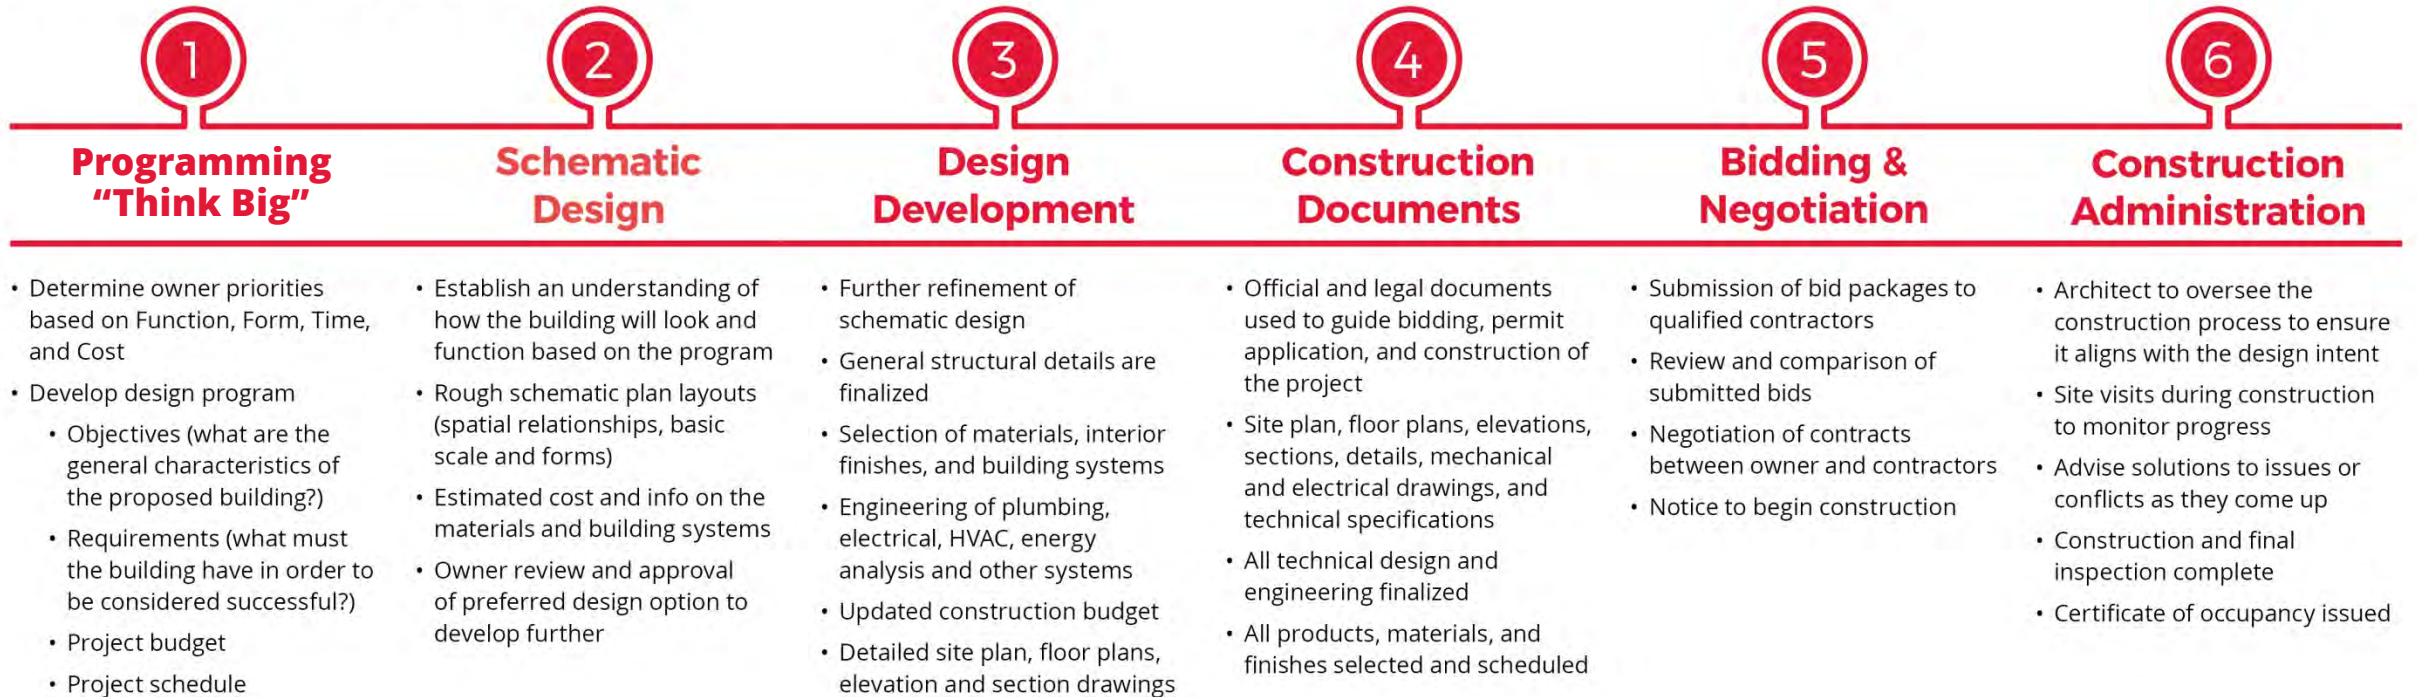 1
Programming
“Think Big”
• Determine owner priorities
based on Function, Form, Time,
and Cost
• Develop design program
• Objectives (what are the
general characteristics of
the proposed building?)
• Requirements (what must
the building have in order to
be considered successful?)
• Project budget
• Project schedule
2
Schematic
Design
• Establish an understanding of
how the building will look and
function based on the program
• Rough schematic plan layouts
(spatial relationships, basic
scale and forms)
• Estimated cost and info on the
materials and building systems
• Owner review and approval
of preferred design option to
develop further
3
Design
Development
• Further refinement of
schematic design
• General structural details are
finalized
• Selection of materials, interior
finishes, and building systems
• Engineering of plumbing,
electrical, HVAC, energy
analysis and other systems
• Updated construction budget
• Detailed site plan, floor plans,
elevation and section drawings
4
Construction
Documents
• Official and legal documents
used to guide bidding, permit
application, and construction of
the project
• Site plan, floor plans, elevations,
sections, details, mechanical
and electrical drawings, and
technical specifications
• All technical design and
engineering finalized
• All products, materials, and
finishes selected and scheduled
5
Bidding &
Negotiation
• Submission of bid packages to
qualified contractors
• Review and comparison of
submitted bids
• Negotiation of contracts
between owner and contractors
• Notice to begin construction
6
Construction
Administration
• Architect to oversee the
construction process to ensure
it aligns with the design intent
• Site visits during construction
to monitor progress
• Advise solutions to issues or
conflicts as they come up
• Construction and final
inspection complete
• Certificate of occupancy issued